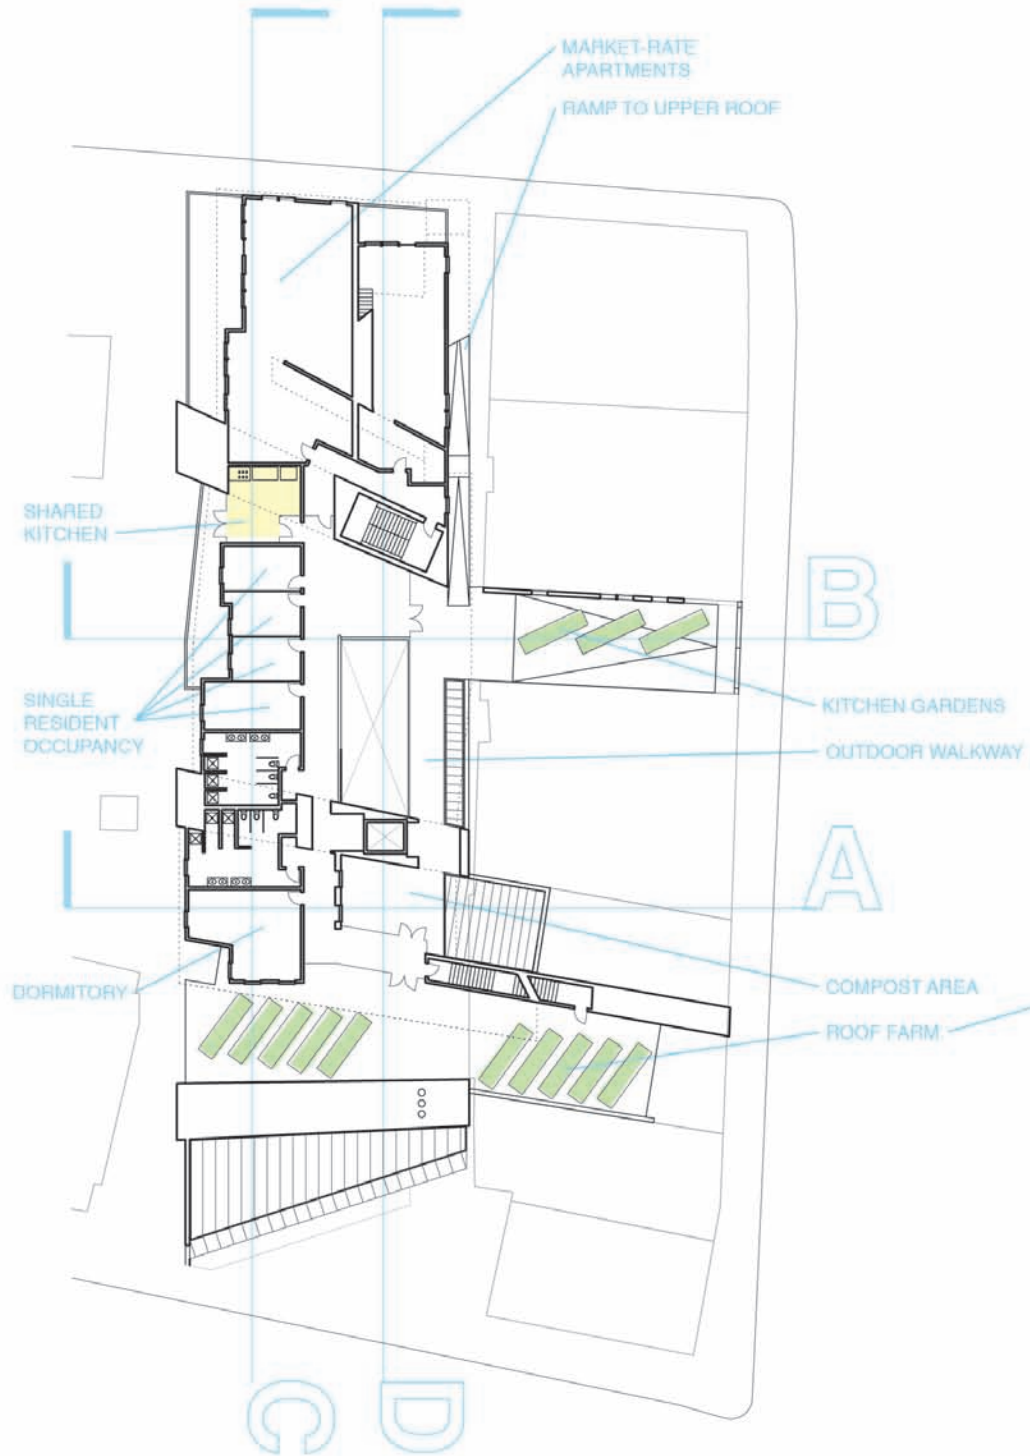 MARKET-RATE
APARTMENTS
RAMP TO UPPER ROOF
SHARED
KITCHEN
B
SINGLE
RESIDENT
OCCUPANCY
KITCHEN GARDENS
OUTDOOR WALKWAY
A
DORMITORY
COMPOST AREA
ROOF FARM
C
D